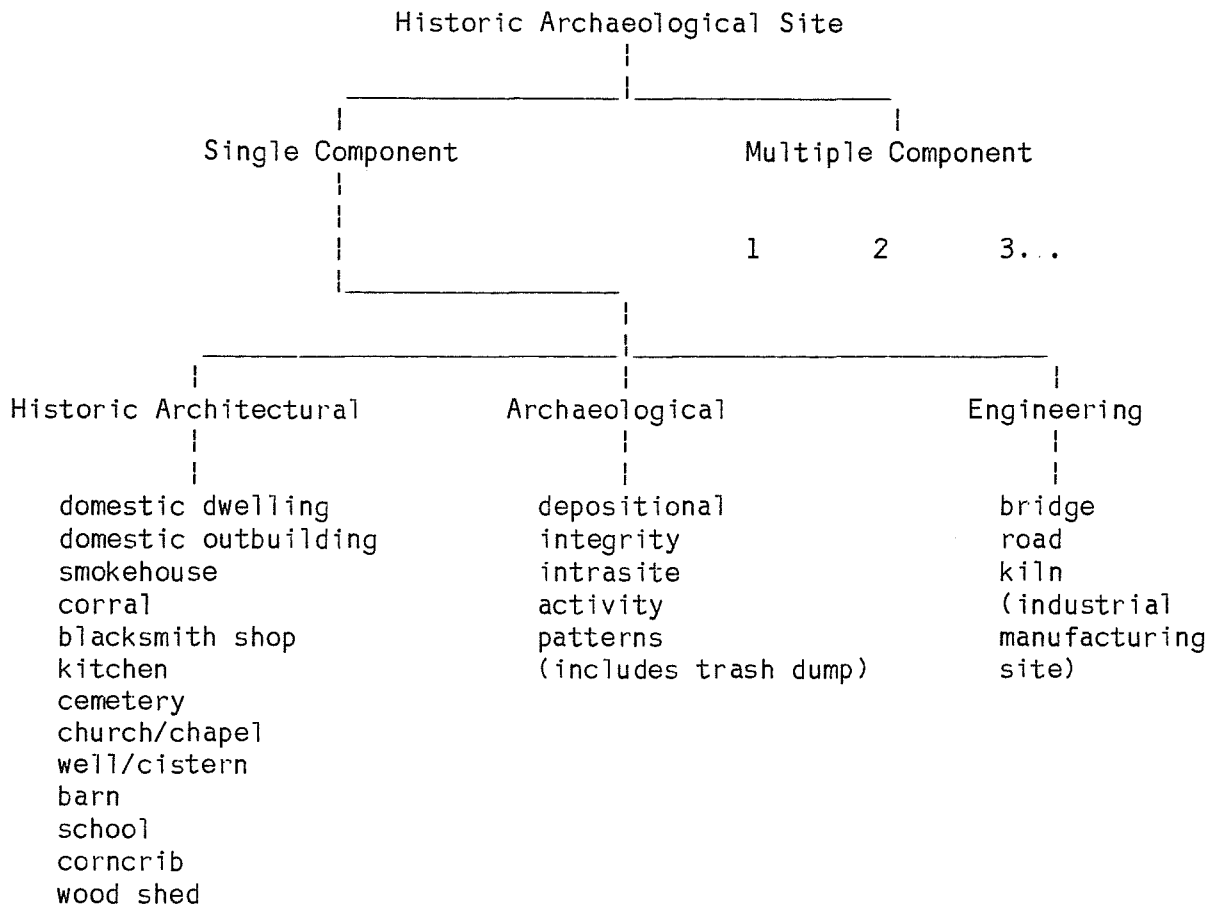 Historic Archaeological Site
Single Component Multiple Component
1 2 3...
Historic Architectural Archaeological Engineering
domestic dwelling depositional bridge
domestic outbuilding integrity road
smokehouse intrasite kiln
corral activity (industrial
blacksmith shop patterns manufacturing
kitchen (includes trash dump) site)
cemetery
church/chapel
well/cistern
barn
school
corncrib
wood shed